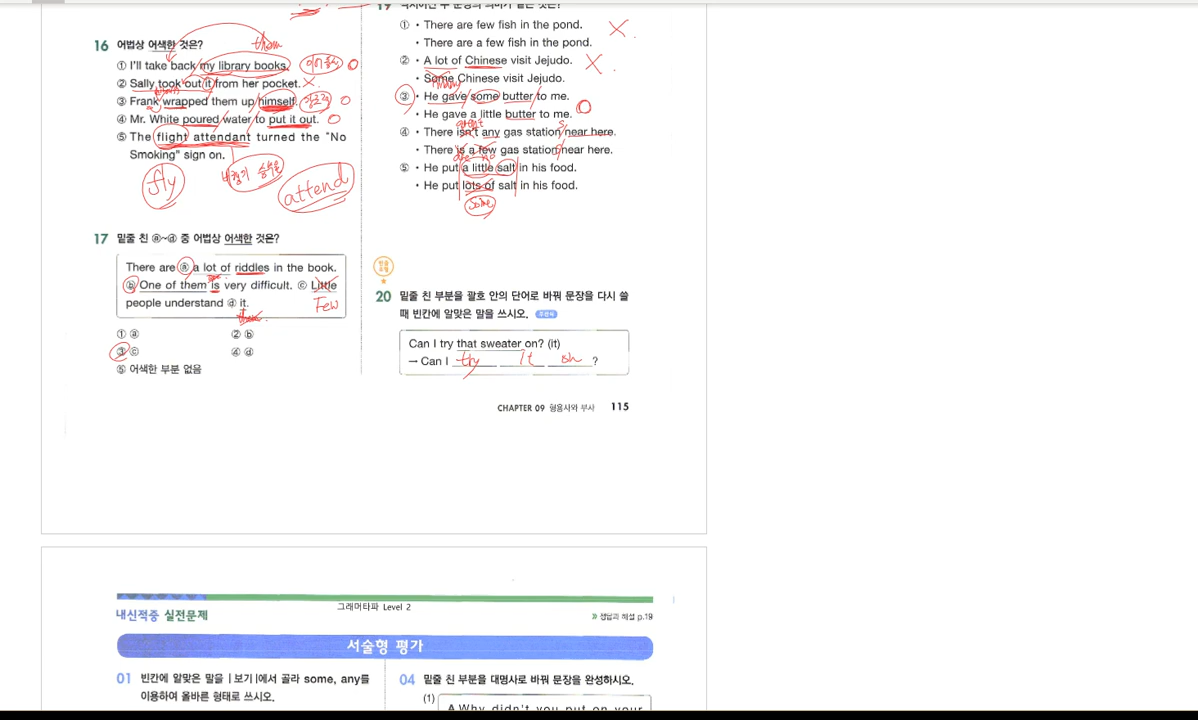 16 어법상 어색한 것은?
them
① I'll take back my library books. O
② Sally took out it from her pocket. X
③ Frank wrapped them up himself. O
④ Mr. White poured water to put it out. O
⑤ The flight attendant turned the "No
Smoking" sign on.
fly
비행기 승무원
attend
17 밑줄 친 ⓐ~ⓓ 중 어법상 어색한 것은?
There are ⓐ a lot of riddles in the book.
ⓑ One of them is very difficult. ⓒ Little
people understand ⓓ it.
Few
① ⓐ ② ⓑ
③ ⓒ ④ ⓓ
⑤ 어색한 부분 없음
① • There are few fish in the pond. X
• There are a few fish in the pond.
② • A lot of Chinese visit Jejudo. X
• Some Chinese visit Jejudo.
Many
③ • He gave some butter to me. O
• He gave a little butter to me.
④ • There isn't any gas station near here.
• There is a few gas station near here.
are no
⑤ • He put a little salt in his food.
• He put lots of salt in his food.
some
20 밑줄 친 부분을 괄호 안의 단어로 바꿔 문장을 다시 쓸
때 빈칸에 알맞은 말을 쓰시오.
Can I try that sweater on? (it)
→ Can I try it on ?
CHAPTER 09 형용사와 부사 115
그래머타파 Level 2
내신적중 실전문제
» 정답과 해설 p.19
서술형 평가
01 빈칸에 알맞은 말을 |보기|에서 골라 some, any를
이용하여 올바른 형태로 쓰시오.
04 밑줄 친 부분을 대명사로 바꿔 문장을 완성하시오.
(1)
A Why didn't you put on your